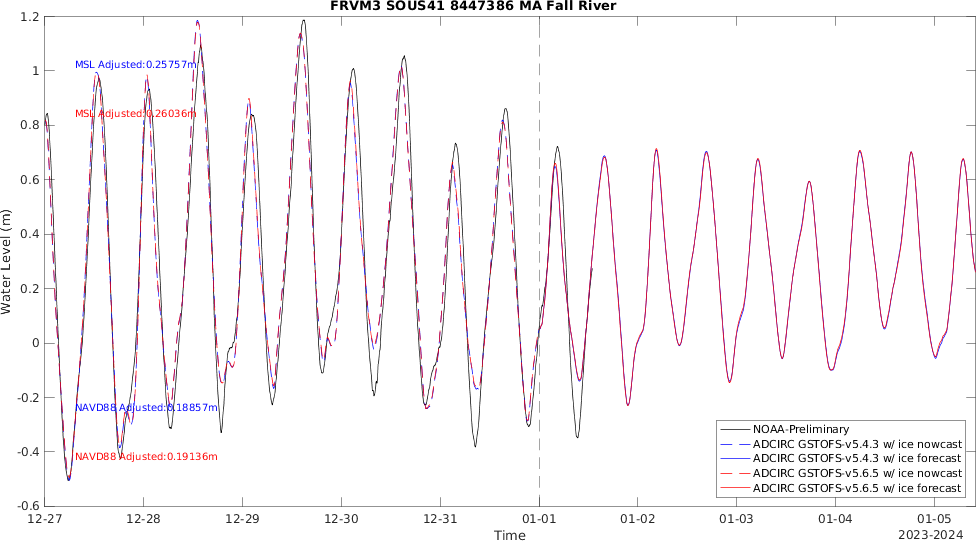 FRVM3 SOUS41 8447386 MA Fall River
Water Level (m)
1.2
1
0.8
0.6
0.4
0.2
0
-0.2
-0.4
-0.6
MSL Adjusted:0.25757m
MSL Adjusted:0.26036m
NAVD88 Adjusted:0.18857m
NAVD88 Adjusted:0.19136m
NOAA-Preliminary
ADCIRC GSTOFS-v5.4.3 w/ ice nowcast
ADCIRC GSTOFS-v5.4.3 w/ ice forecast
ADCIRC GSTOFS-v5.6.5 w/ ice nowcast
ADCIRC GSTOFS-v5.6.5 w/ ice forecast
12-27 12-28 12-29 12-30 12-31 01-01 01-02 01-03 01-04 01-05
Time
2023-2024